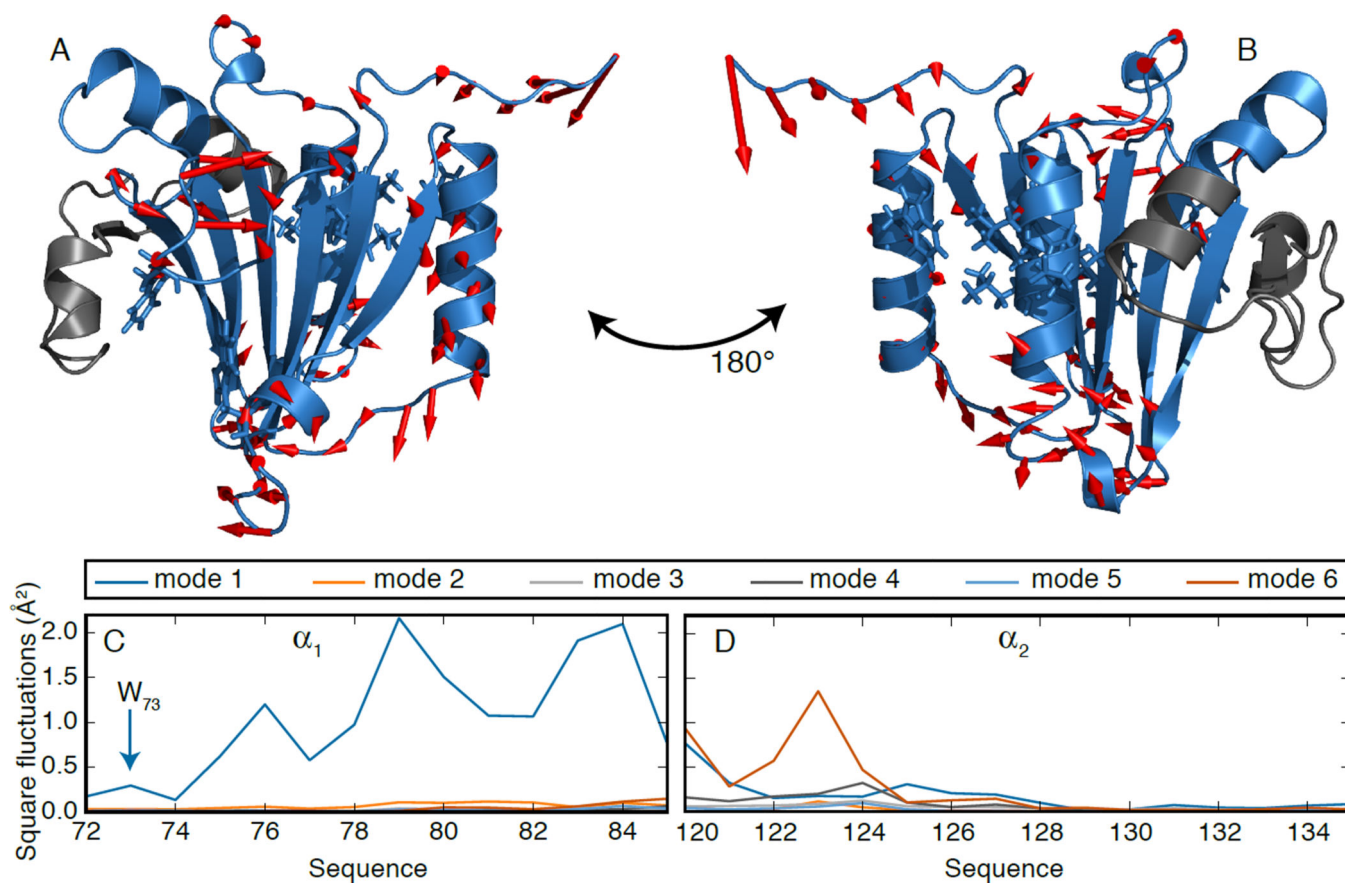 A
B
180°
mode 1 mode 2 mode 3 mode 4 mode 5 mode 6
Square fluctuations (Å²)
2.0
1.5
1.0
0.5
0.0
C
α₁
W₇₃
72 74 76 78 80 82 84
Sequence
D
α₂
120 122 124 126 128 130 132 134
Sequence